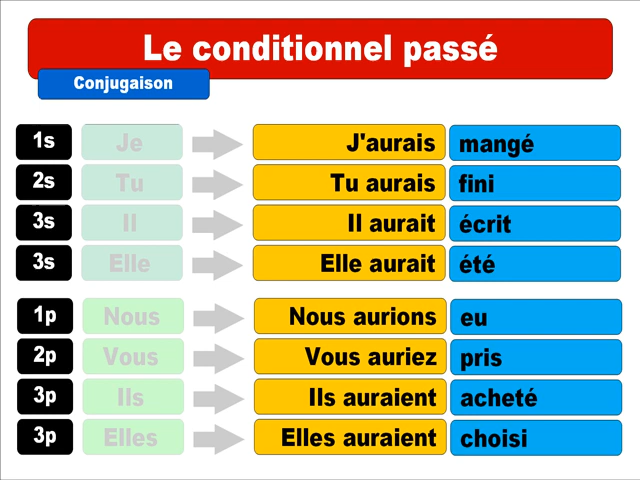 Le conditionnel passé
Conjugaison
1s Je J'aurais mangé
2s Tu Tu aurais fini
3s Il Il aurait écrit
3s Elle Elle aurait été
1p Nous Nous aurions eu
2p Vous Vous auriez pris
3p Ils Ils auraient acheté
3p Elles Elles auraient choisi